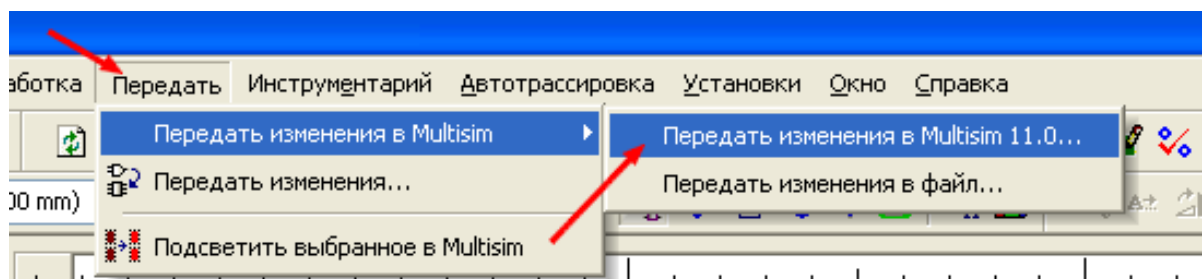 аботка Передать Инструментарий Автотрассировка Установки Окно Справка
Передать изменения в Multisim Передать изменения в Multisim 11.0...
Передать изменения... Передать изменения в файл...
00 mm)
Подсветить выбранное в Multisim